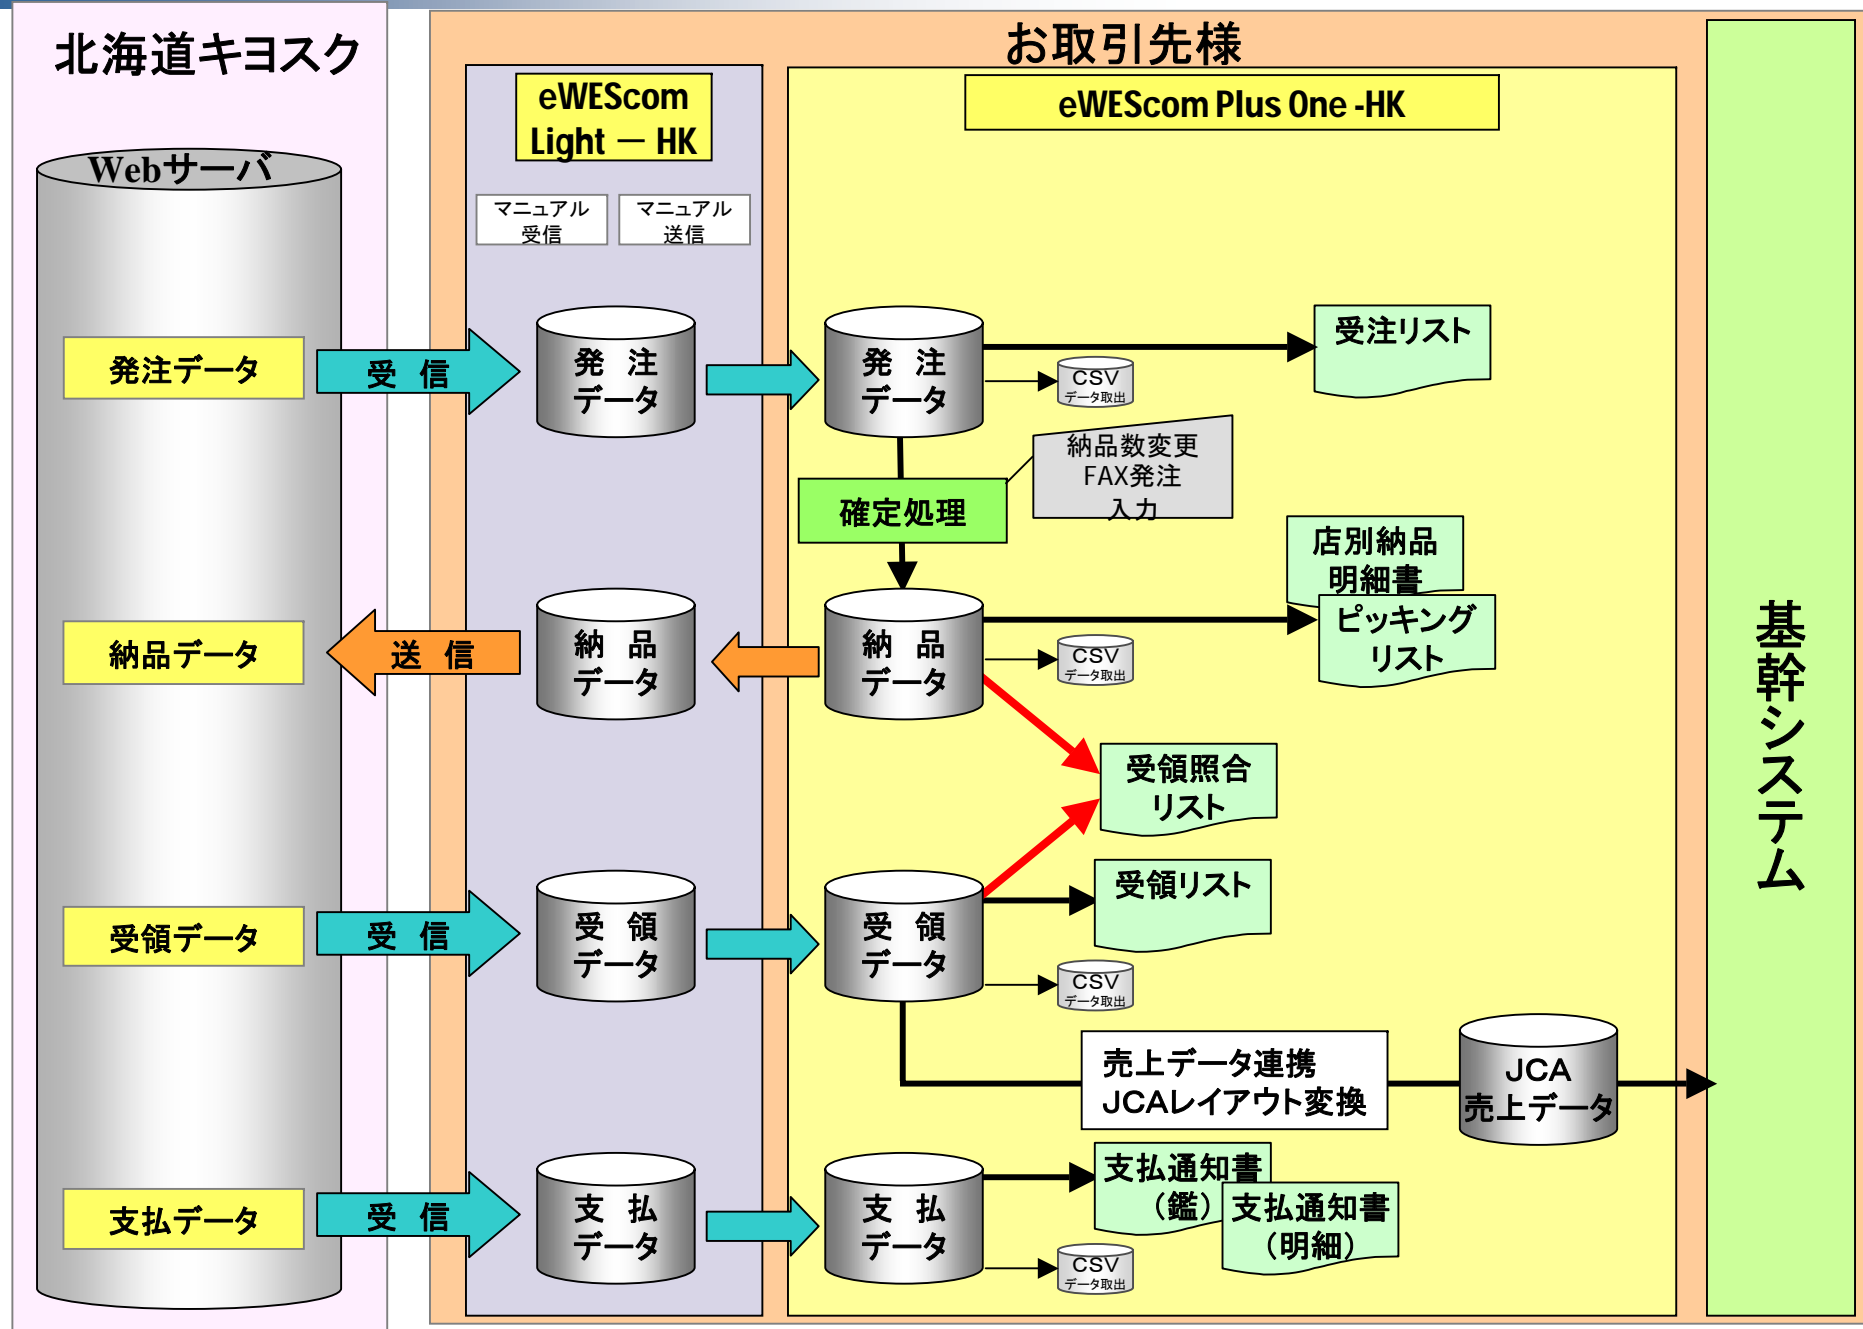 北海道キヨスク
お取引先様
eWEScom
Light － HK
eWEScom Plus One -HK
Webサーバ
マニュアル
受信
マニュアル
送信
発注データ
受 信
発 注
データ
発 注
データ
CSV
データ取出
受注リスト
納品数変更
FAX発注
入力
確定処理
店別納品
明細書
ピッキング
リスト
納品データ
送 信
納 品
データ
納 品
データ
CSV
データ取出
受領照合
リスト
基幹システム
受領データ
受 信
受 領
データ
受 領
データ
受領リスト
CSV
データ取出
売上データ連携
JCAレイアウト変換
JCA
売上データ
支払データ
受 信
支 払
データ
支 払
データ
支払通知書
（鑑）
支払通知書
（明細）
CSV
データ取出